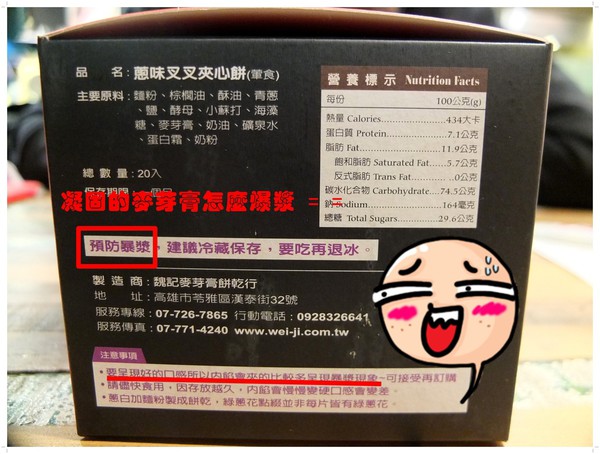 品　名：蔥味叉叉夾心餅(葷食)
主要原料：麵粉、棕櫚油、酥油、青蔥
、鹽、酵母、小蘇打、海藻
糖、麥芽膏、奶油、礦泉水
、蛋白霜、奶粉
總 數 量：20入
凝固的麥芽膏怎麼爆漿 = =
預防暴漿，建議冷藏保存，要吃再退冰。
製 造 商：魏記麥芽膏餅乾行
地　　址：高雄市苓雅區漢泰街32號
服務專線：07-726-7865 行動電話：0928326641
服務傳真：07-771-4240 www.wei-ji.com.tw
注意事項
•要呈現好的口感所以內餡會夾的比較多呈現暴漿現象~可接受再訂購
•請儘快食用，因存放越久，內餡會慢慢變硬口感會變差。
•蔥白加麵粉製成餅乾，綠蔥花點綴並非每片皆有綠蔥花。
營養標示 Nutrition Facts
每份 100公克(g)
熱量 Calories 434大卡
蛋白質 Protein 7.1公克
脂肪 Fat 11.9公克
飽和脂肪 Saturated Fat 5.7公克
反式脂肪 Trans Fat 0公克
碳水化合物 Carbohydrate 74.5公克
鈉 Sodium 164毫克
總糖 Total Sugars 29.6公克